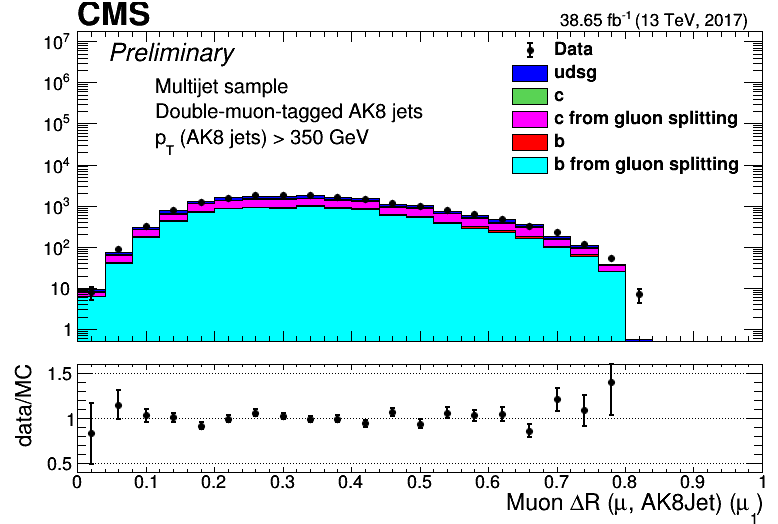 CMS
38.65 fb⁻¹ (13 TeV, 2017)
Preliminary
Multijet sample
Double-muon-tagged AK8 jets
p_T (AK8 jets) > 350 GeV
Data
udsg
c
c from gluon splitting
b
b from gluon splitting
10⁷
10⁶
10⁵
10⁴
10³
10²
10
1
data/MC
1.5
1
0.5
0 0.1 0.2 0.3 0.4 0.5 0.6 0.7 0.8 0.9 1
Muon ΔR (μ, AK8Jet) (μ₁)